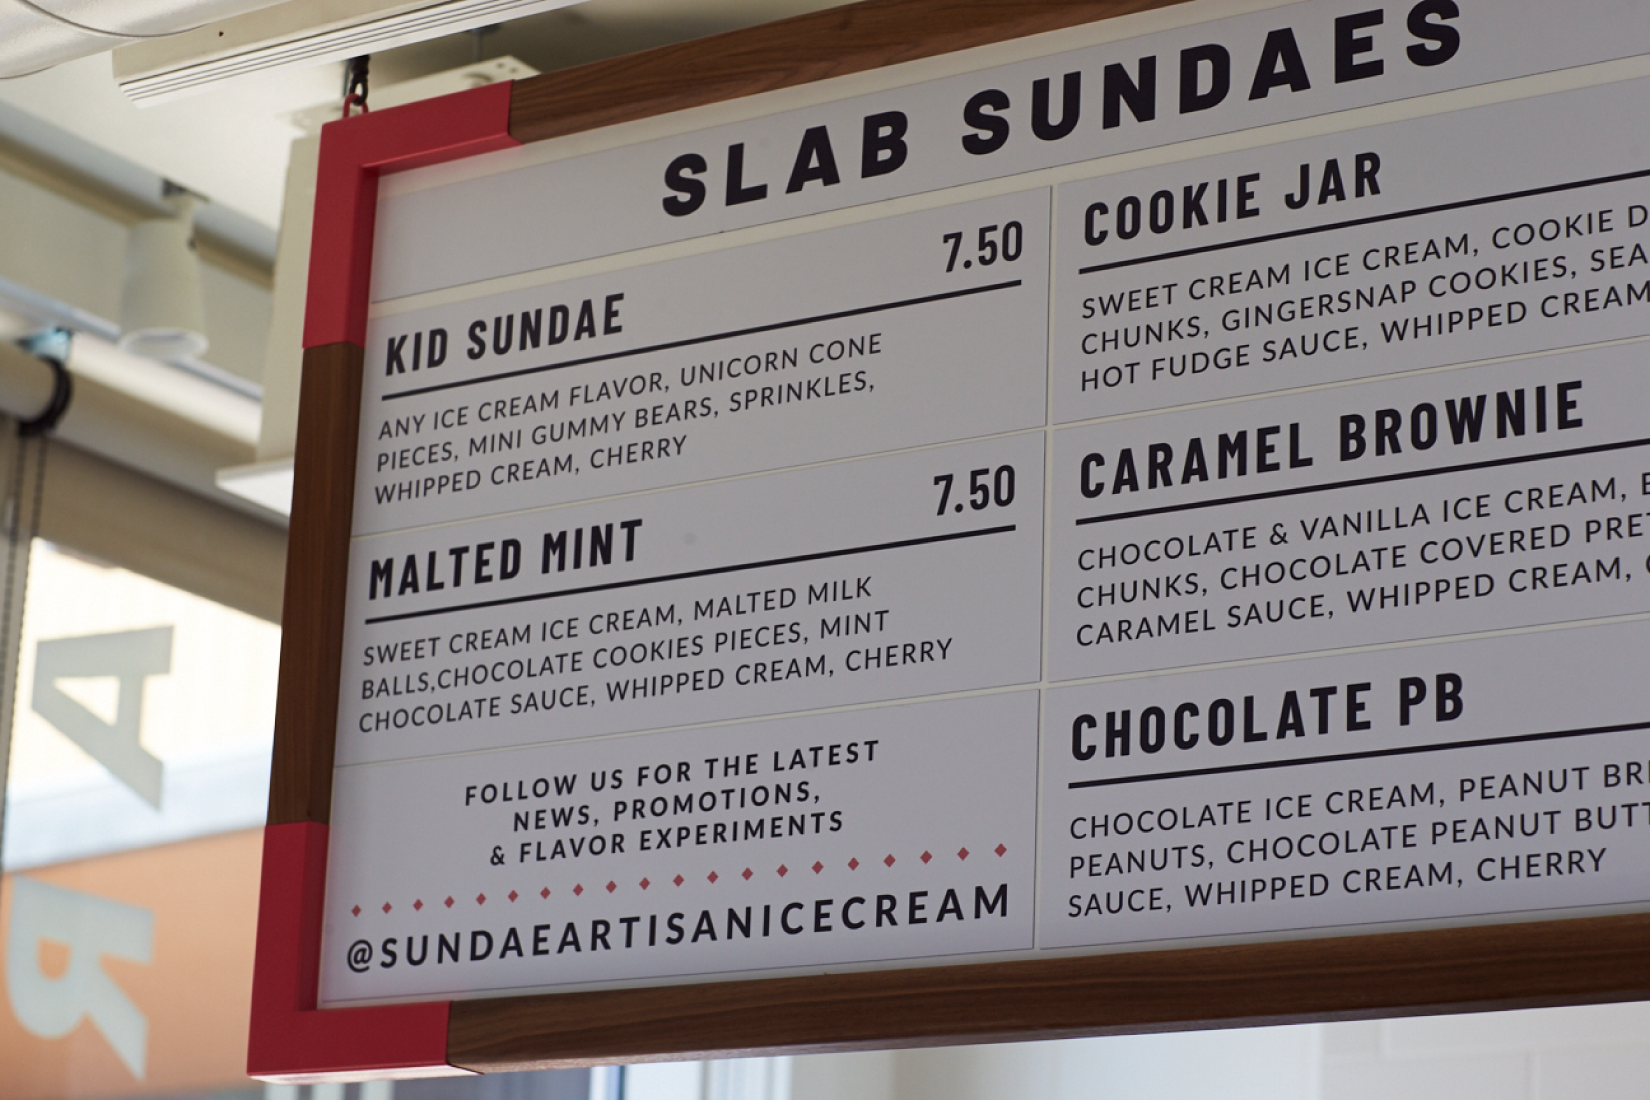 SLAB SUNDAES
KID SUNDAE 7.50
ANY ICE CREAM FLAVOR, UNICORN CONE
PIECES, MINI GUMMY BEARS, SPRINKLES,
WHIPPED CREAM, CHERRY
MALTED MINT 7.50
SWEET CREAM ICE CREAM, MALTED MILK
BALLS,CHOCOLATE COOKIES PIECES, MINT
CHOCOLATE SAUCE, WHIPPED CREAM, CHERRY
FOLLOW US FOR THE LATEST
NEWS, PROMOTIONS,
& FLAVOR EXPERIMENTS
@SUNDAEARTISANICECREAM
COOKIE JAR
SWEET CREAM ICE CREAM, COOKIE
CHUNKS, GINGERSNAP COOKIES,
HOT FUDGE SAUCE, WHIPPED CREAM
CARAMEL BROWNIE
CHOCOLATE & VANILLA ICE CREAM,
CHUNKS, CHOCOLATE COVERED
CARAMEL SAUCE, WHIPPED CREAM,
CHOCOLATE PB
CHOCOLATE ICE CREAM, PEANUT
PEANUTS, CHOCOLATE PEANUT
SAUCE, WHIPPED CREAM, CHERRY
A
R